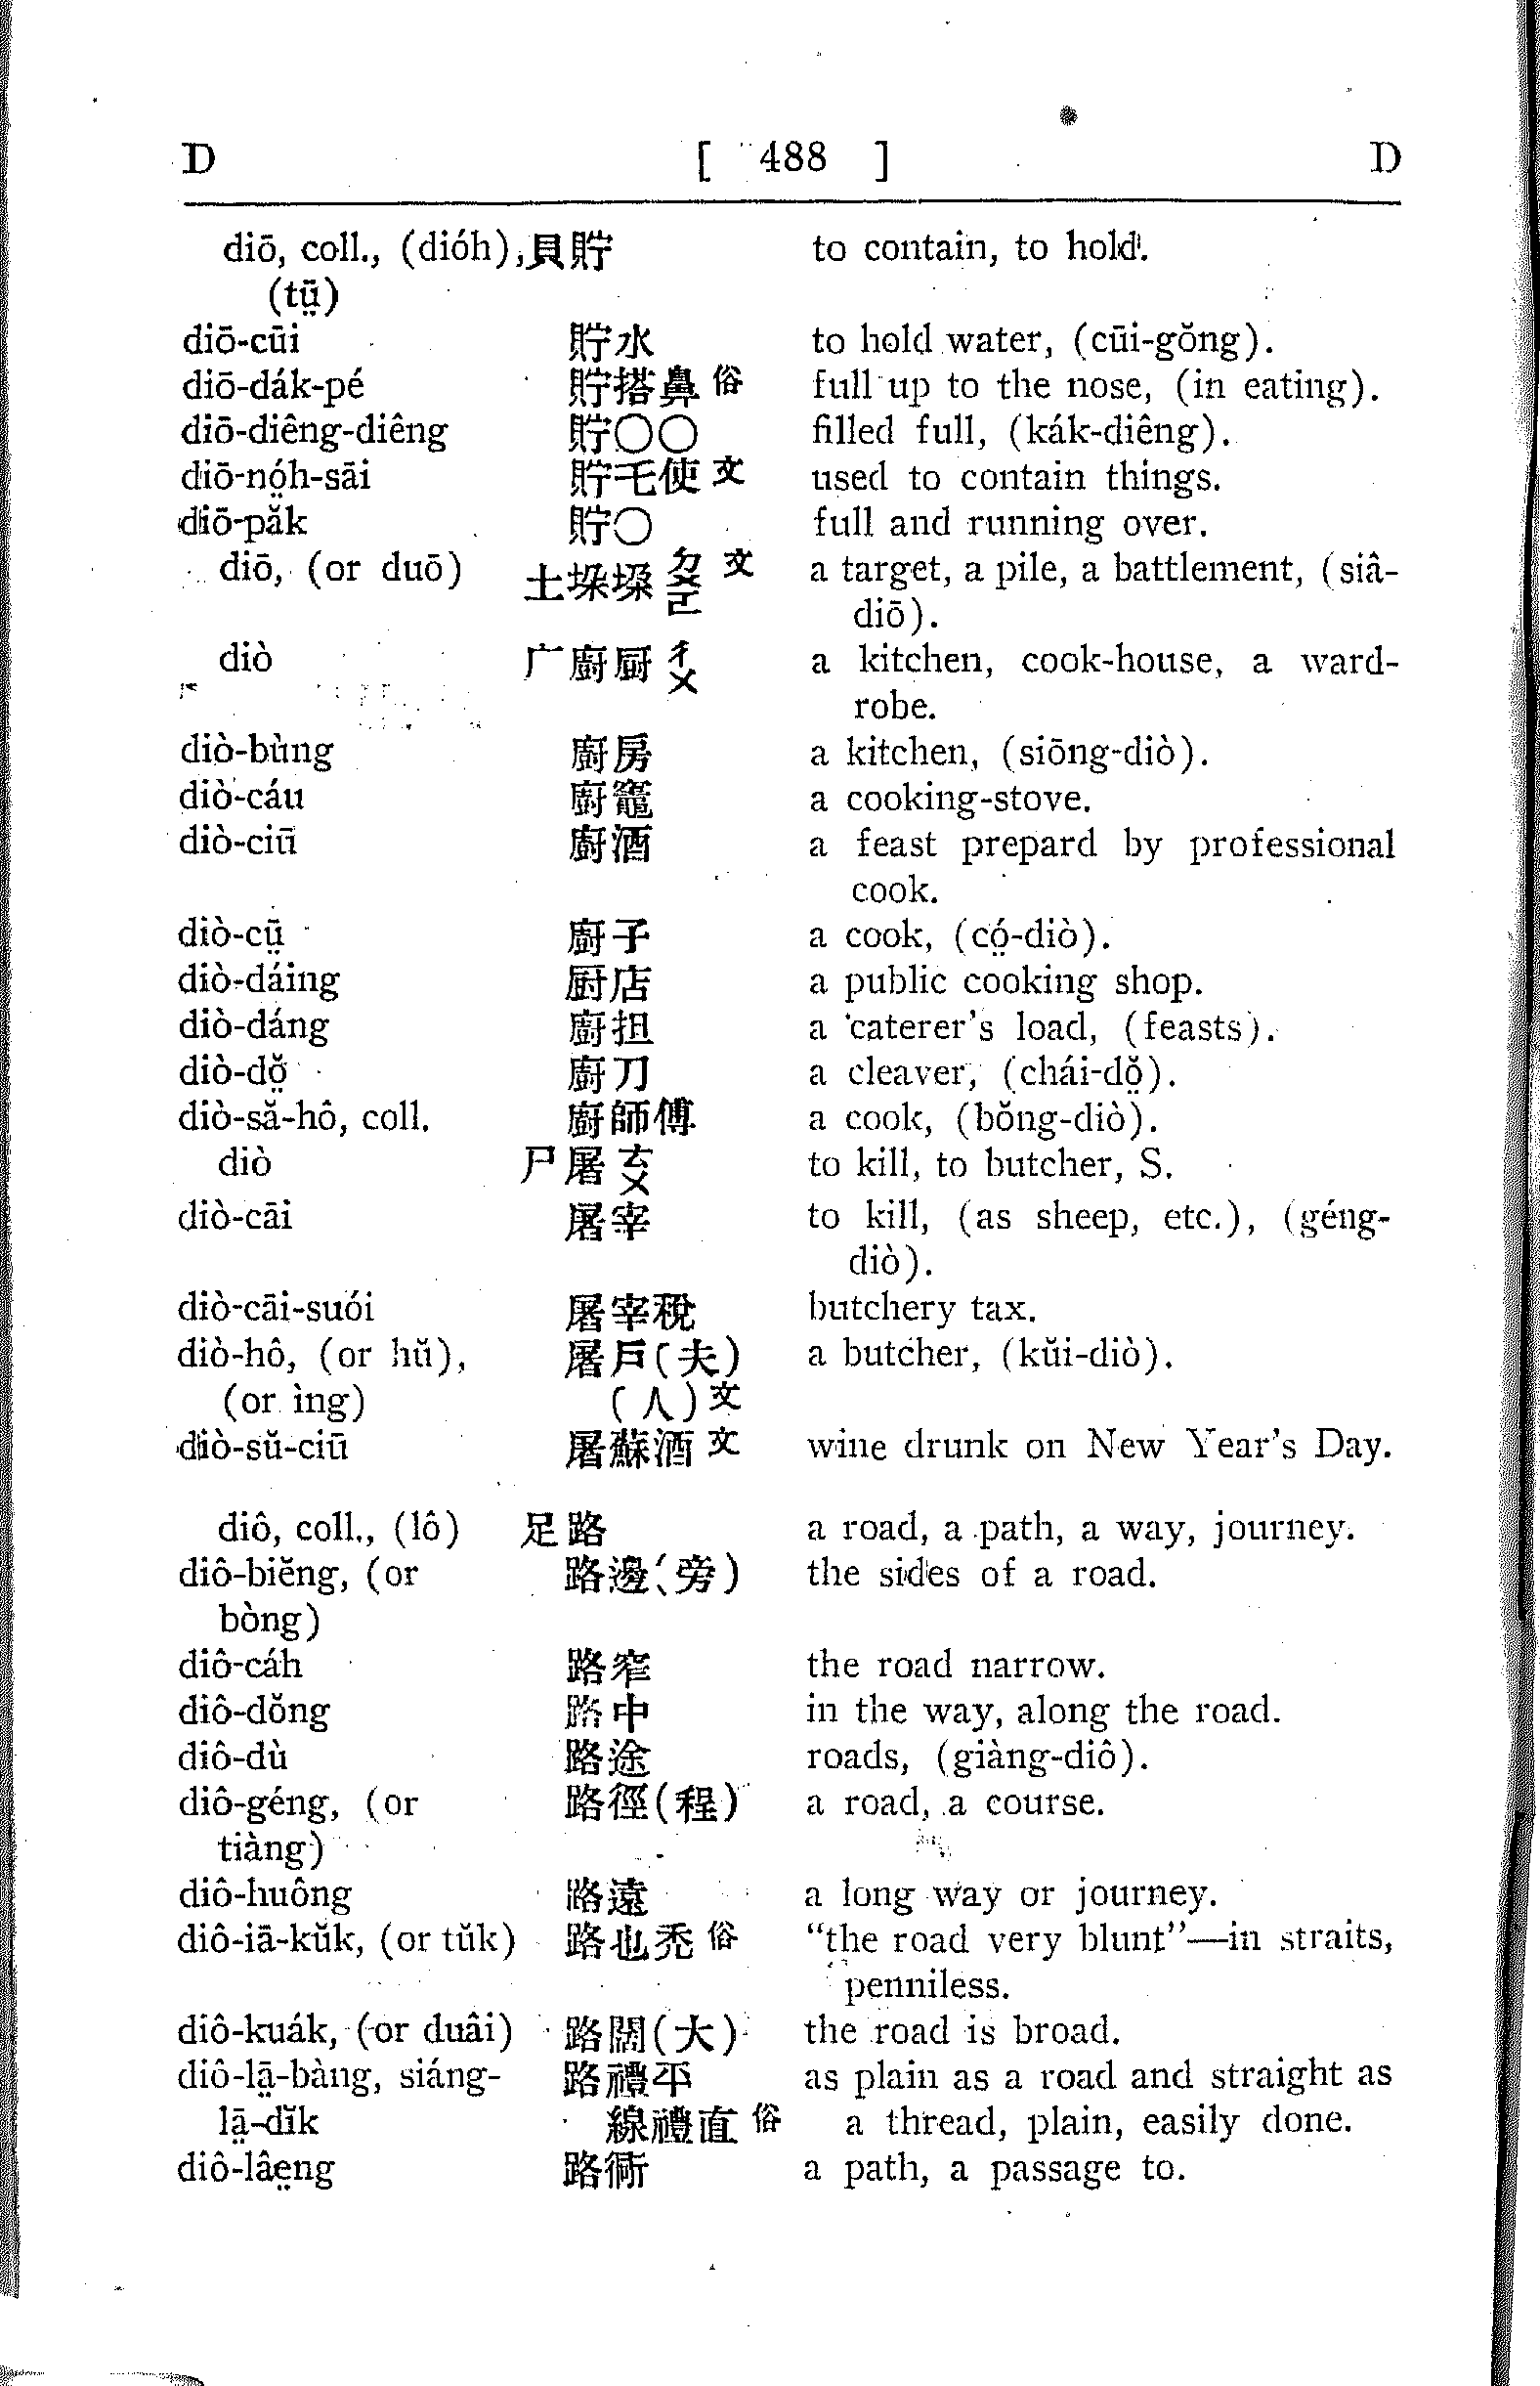 D [ 488 ] D
diō, coll., (dióh), 貝貯 to contain, to hold.
(tṳ̄)
diō-cūi 貯水 to hold water, (cūi-gŏng).
diō-dák-pé 貯搭鼻 俗 full up to the nose, (in eating).
diō-diêng-diêng 貯〇〇 filled full, (kák-diêng).
diō-nó̤h-sāi 貯乇使 文 used to contain things.
diō-păk 貯〇 full and running over.
diō, (or duō) 土垛垜 ㄉㄨㄛ 文 a target, a pile, a battlement, (siâ-
diō).
diò 广廚厨 ㄔㄨ a kitchen, cook-house, a ward-
robe.
diò-bùng 廚房 a kitchen, (siōng-diò).
diò-cáu 廚竈 a cooking-stove.
diò-ciū 廚酒 a feast prepard by professional
cook.
diò-cṳ̄ 廚子 a cook, (có̤-diò).
diò-dáing 厨店 a public cooking shop.
diò-dáng 廚担 a caterer's load, (feasts).
diò-dŏ̤ 廚刀 a cleaver, (chái-dŏ̤).
diò-să-hô, coll. 廚師傅 a cook, (bŏng-diò).
diò 尸屠 ㄊㄨ to kill, to butcher, S.
diò-cāi 屠宰 to kill, (as sheep, etc.), (géng-
diò).
diò-cāi-suói 屠宰稅 butchery tax.
diò-hô, (or hŭ), 屠戶(夫) a butcher, (kŭi-diò).
(or ìng) (人) 文
diò-sŭ-ciū 屠蘇酒 文 wine drunk on New Year's Day.
diô, coll., (lô) 足路 a road, a path, a way, journey.
diô-biĕng, (or 路邊(旁) the sides of a road.
bòng)
diô-cáh 路窄 the road narrow.
diô-dŏng 路中 in the way, along the road.
diô-dù 路途 roads, (giàng-diô).
diô-géng, (or 路徑(程) a road, a course.
tiàng)
diô-huông 路遠 a long way or journey.
diô-iā-kŭk, (or tŭk) 路也禿 俗 "the road very blunt"—in straits,
penniless.
diô-kuák, (or duâi) 路闊(大) the road is broad.
diô-lā̤-bàng, siáng- 路禮平 as plain as a road and straight as
lā̤-dĭk 線禮直 俗 a thread, plain, easily done.
diô-lâe̤ng 路衕 a path, a passage to.